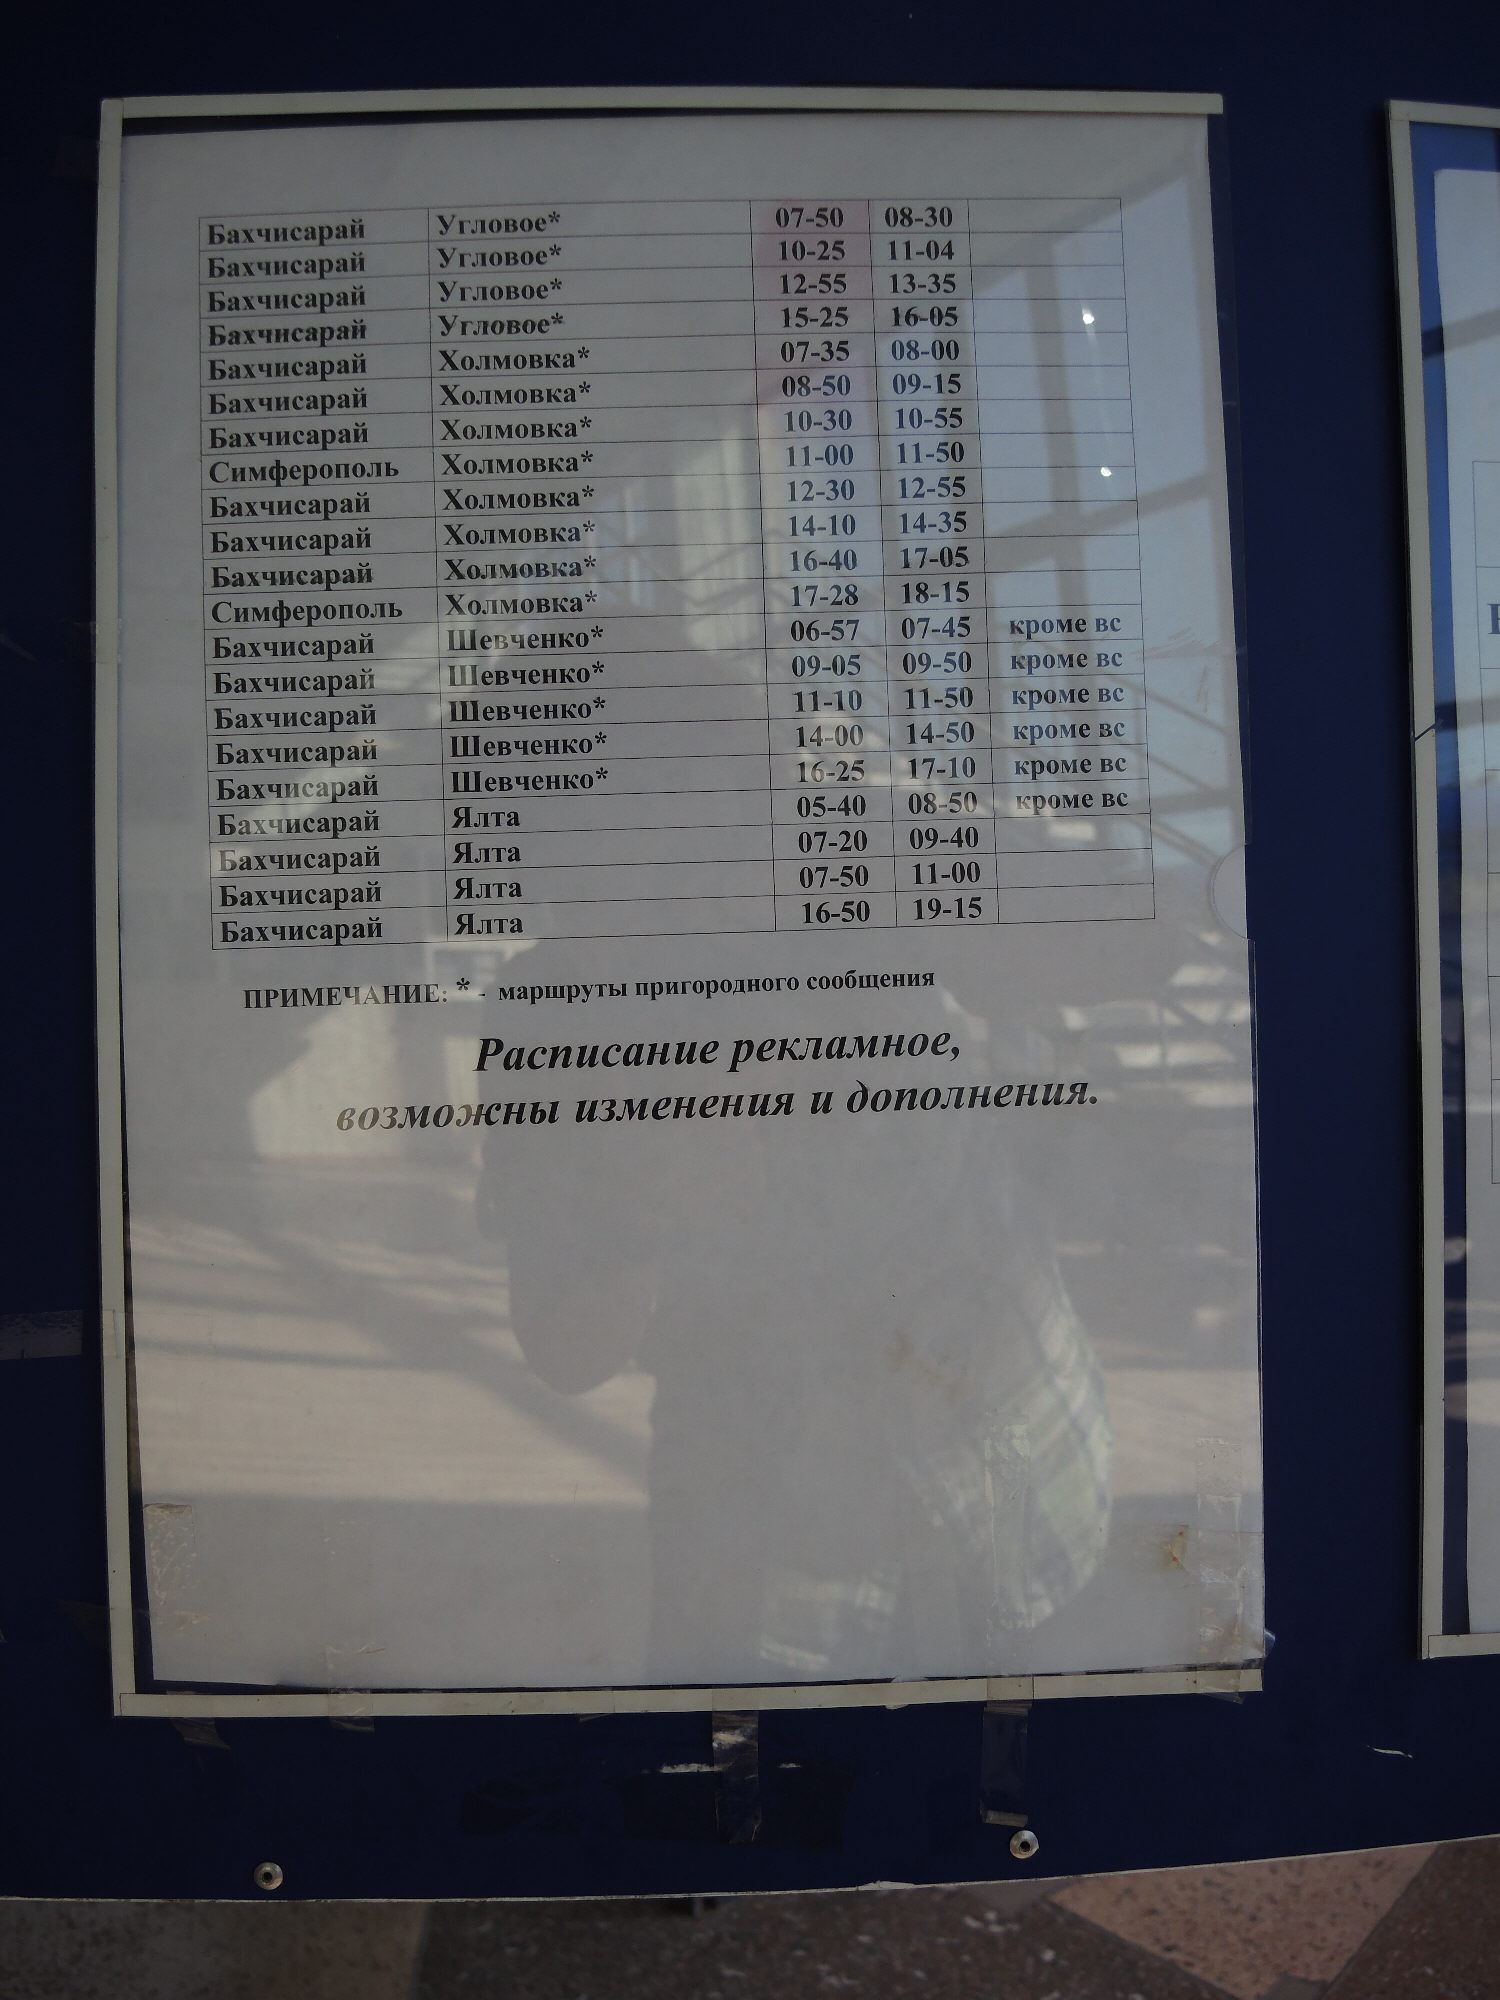 Бахчисарай Угловое* 07-50 08-30
Бахчисарай Угловое* 10-25 11-04
Бахчисарай Угловое* 12-55 13-35
Бахчисарай Угловое* 15-25 16-05
Бахчисарай Холмовка* 07-35 08-00
Бахчисарай Холмовка* 08-50 09-15
Бахчисарай Холмовка* 10-30 10-55
Симферополь Холмовка* 11-00 11-50
Бахчисарай Холмовка* 12-30 12-55
Бахчисарай Холмовка* 14-10 14-35
Бахчисарай Холмовка* 16-40 17-05
Симферополь Холмовка* 17-28 18-15
Бахчисарай Шевченко* 06-57 07-45 кроме вс
Бахчисарай Шевченко* 09-05 09-50 кроме вс
Бахчисарай Шевченко* 11-10 11-50 кроме вс
Бахчисарай Шевченко* 14-00 14-50 кроме вс
Бахчисарай Шевченко* 16-25 17-10 кроме вс
Бахчисарай Ялта 05-40 08-50 кроме вс
Бахчисарай Ялта 07-20 09-40
Бахчисарай Ялта 07-50 11-00
Бахчисарай Ялта 16-50 19-15
ПРИМЕЧАНИЕ: * - маршруты пригородного сообщения
Расписание рекламное,
возможны изменения и дополнения.